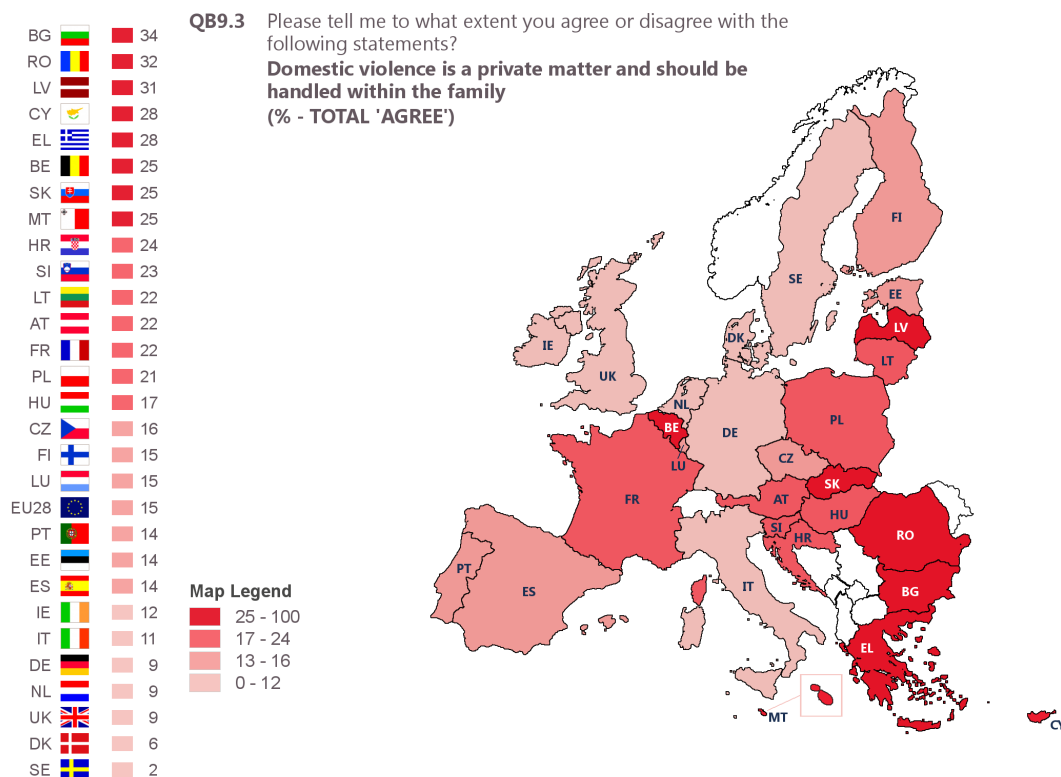 QB9.3 Please tell me to what extent you agree or disagree with the
following statements?
Domestic violence is a private matter and should be
handled within the family
(% - TOTAL 'AGREE')
BG 34
RO 32
LV 31
CY 28
EL 28
BE 25
SK 25
MT 25
HR 24
SI 23
LT 22
AT 22
FR 22
PL 21
HU 17
CZ 16
FI 15
LU 15
EU28 15
PT 14
EE 14
ES 14
IE 12
IT 11
DE 9
NL 9
UK 9
DK 6
SE 2
Map Legend
25 - 100
17 - 24
13 - 16
0 - 12
FI
SE
EE
LV
DK
IE
LT
UK
NL
PL
BE
DE
CZ
LU
SK
FR
AT
HU
SI
HR
RO
PT
ES
IT
BG
EL
MT
CY